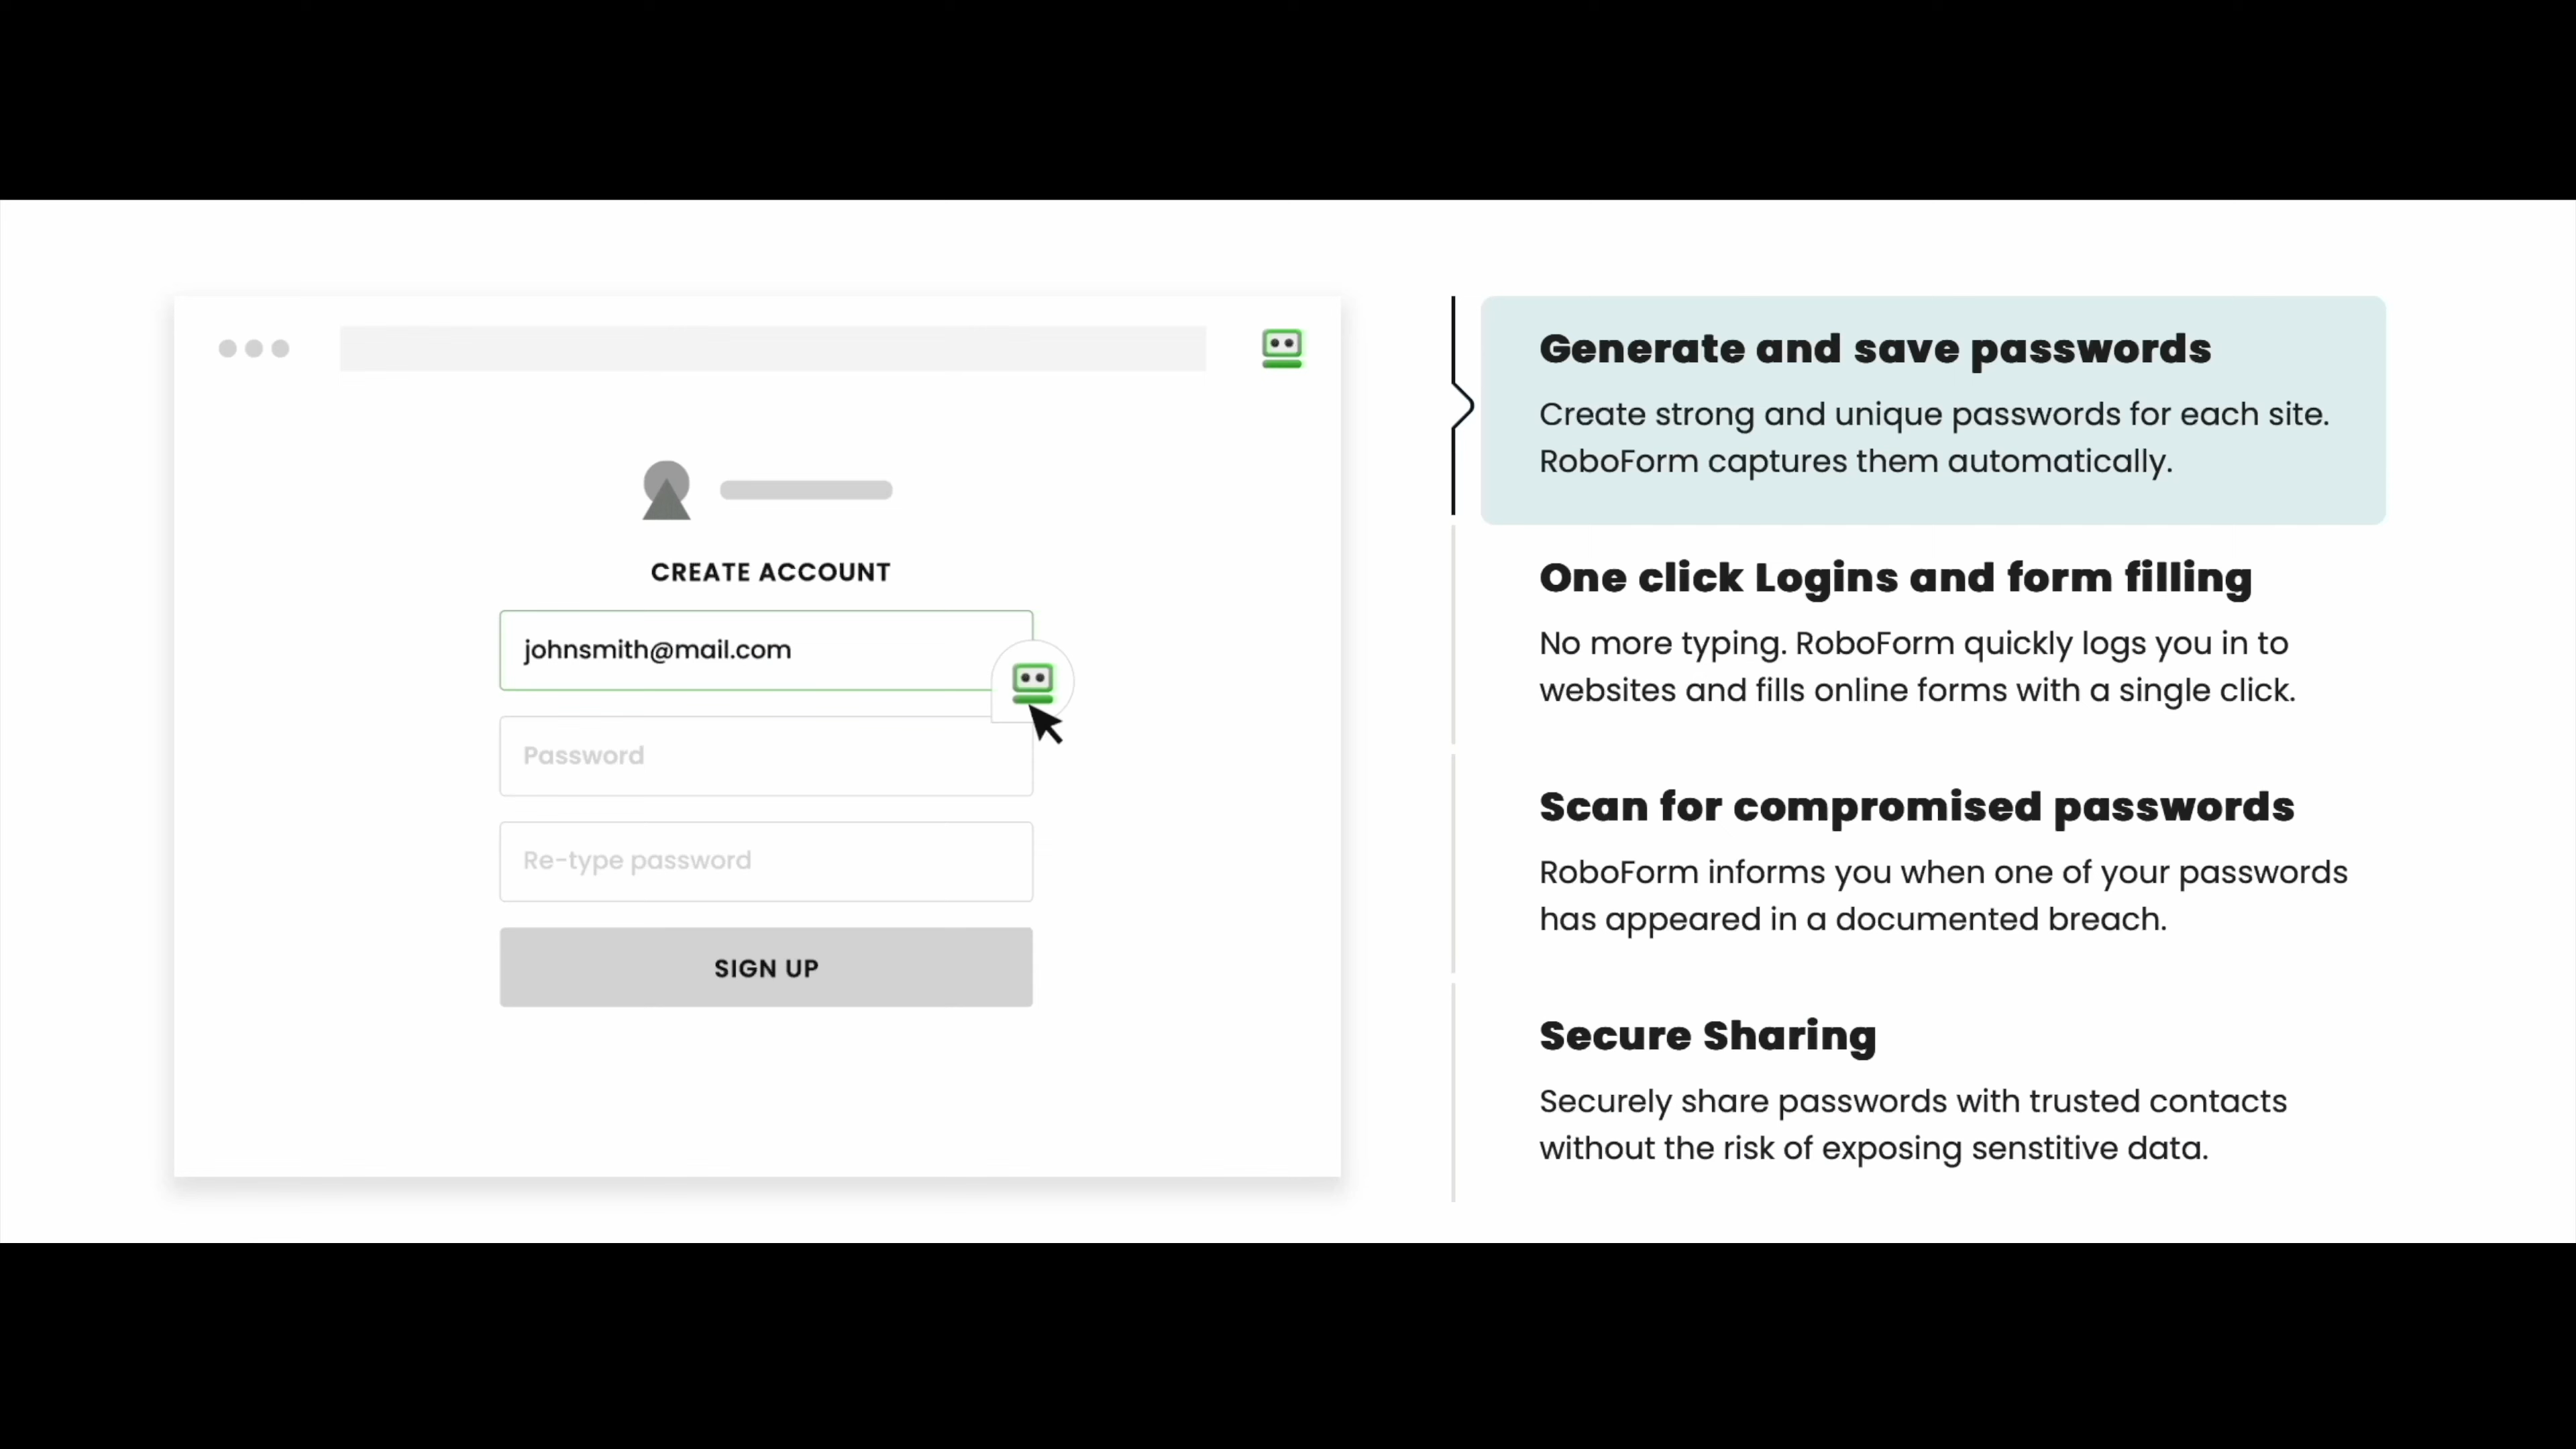 CREATE ACCOUNT
johnsmith@mail.com
Password
Re-type password
SIGN UP
Generate and save passwords
Create strong and unique passwords for each site.
RoboForm captures them automatically.
One click Logins and form filling
No more typing. RoboForm quickly logs you in to
websites and fills online forms with a single click.
Scan for compromised passwords
RoboForm informs you when one of your passwords
has appeared in a documented breach.
Secure Sharing
Securely share passwords with trusted contacts
without the risk of exposing senstitive data.